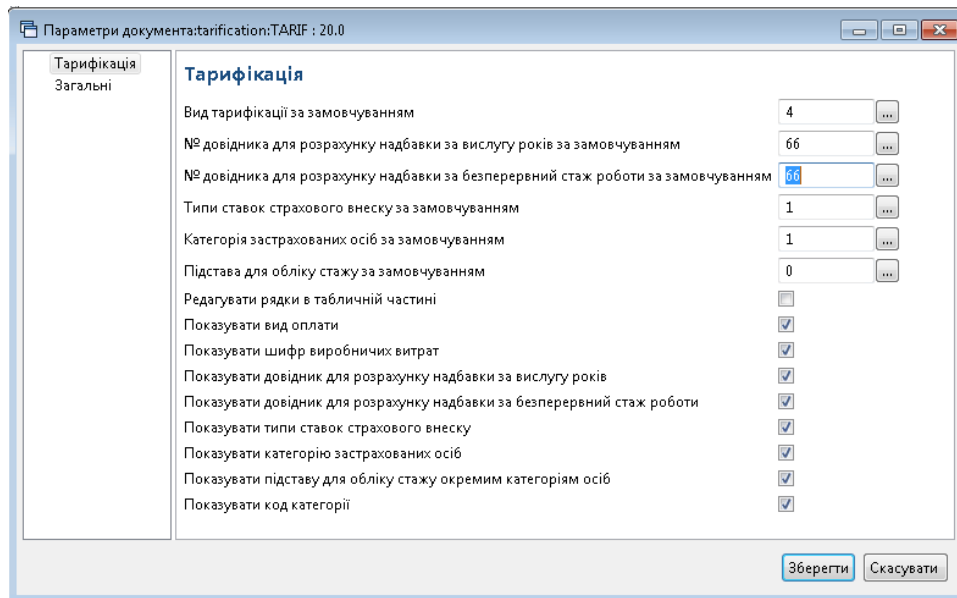 Параметри документа:tarification:TARIF : 20.0
Тарифікація
Загальні
Тарифікація
Вид тарифікації за замовчуванням 4 ...
№ довідника для розрахунку надбавки за вислугу років за замовчуванням 66 ...
№ довідника для розрахунку надбавки за безперервний стаж роботи за замовчуванням 66 ...
Типи ставок страхового внеску за замовчуванням 1 ...
Категорія застрахованих осіб за замовчуванням 1 ...
Підстава для обліку стажу за замовчуванням 0 ...
Редагувати рядки в табличній частині
Показувати вид оплати
Показувати шифр виробничих витрат
Показувати довідник для розрахунку надбавки за вислугу років
Показувати довідник для розрахунку надбавки за безперервний стаж роботи
Показувати типи ставок страхового внеску
Показувати категорію застрахованих осіб
Показувати підставу для обліку стажу окремим категоріям осіб
Показувати код категорії
Зберегти Скасувати